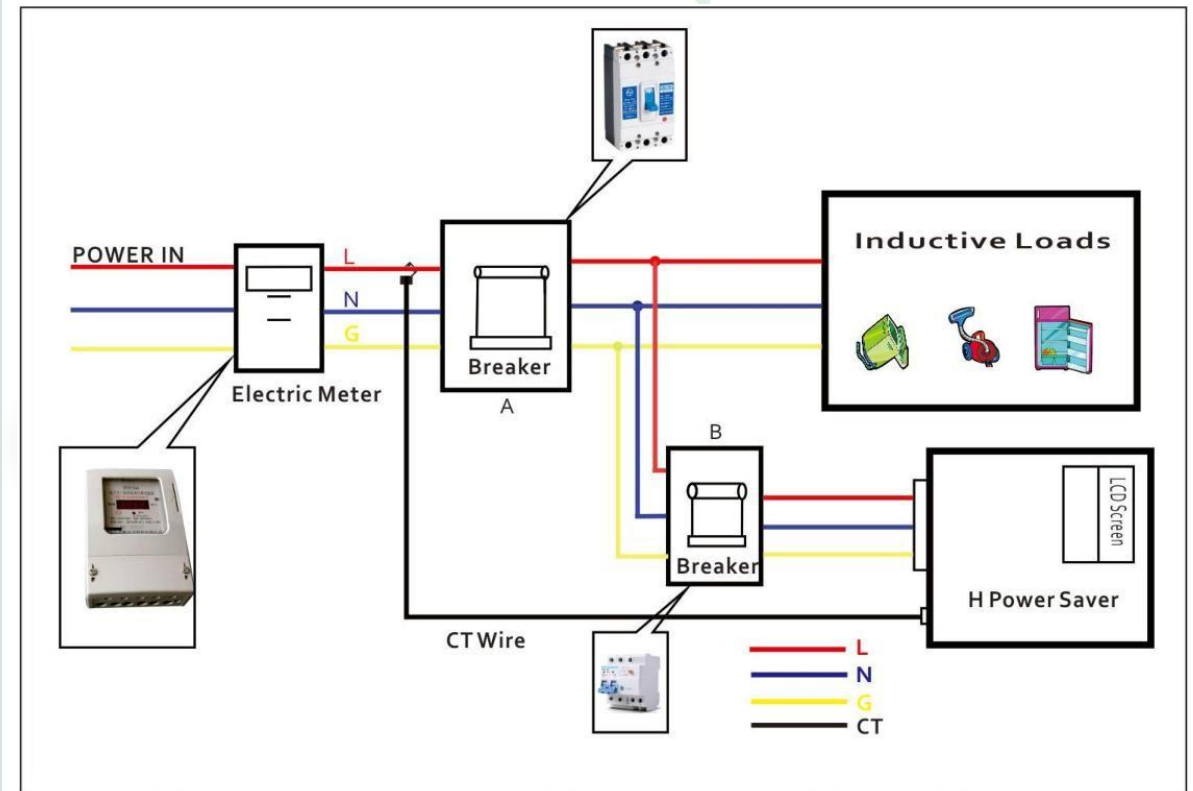 POWER IN
L
N
G
Electric Meter
Breaker
A
Inductive Loads
B
Breaker
LCD Screen
H Power Saver
CT Wire
L
N
G
CT